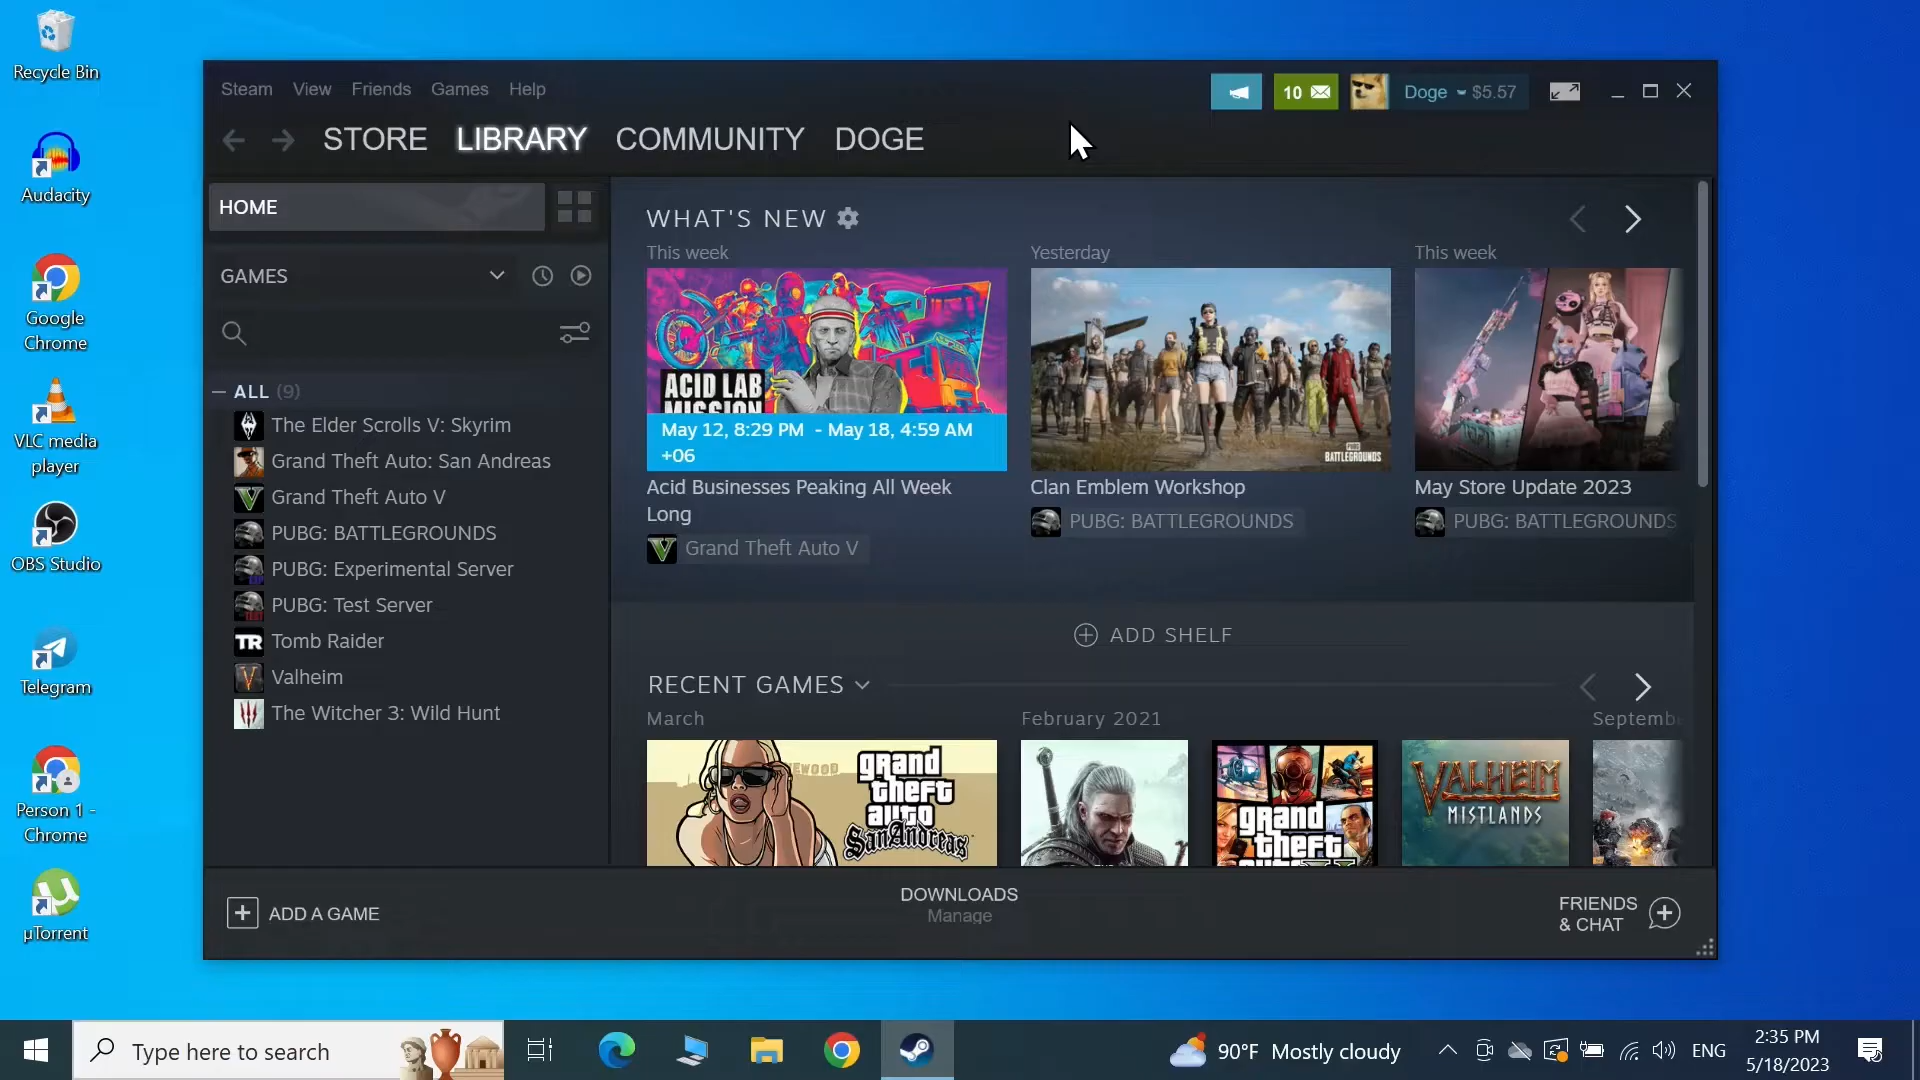 Recycle Bin
Audacity
Google
Chrome
VLC media
player
OBS Studio
Telegram
Person 1 -
Chrome
µTorrent
Steam View Friends Games Help
10
Doge $5.57
STORE LIBRARY COMMUNITY DOGE
HOME
GAMES
ALL (9)
The Elder Scrolls V: Skyrim
Grand Theft Auto: San Andreas
Grand Theft Auto V
PUBG: BATTLEGROUNDS
PUBG: Experimental Server
PUBG: Test Server
TR Tomb Raider
Valheim
The Witcher 3: Wild Hunt
WHAT'S NEW
This week
ACID LAB
MISSION
May 12, 8:29 PM - May 18, 4:59 AM
+06
Acid Businesses Peaking All Week
Long
Grand Theft Auto V
Yesterday
BATTLEGROUNDS
Clan Emblem Workshop
PUBG: BATTLEGROUNDS
This week
May Store Update 2023
PUBG: BATTLEGROUNDS
ADD SHELF
RECENT GAMES
March
February 2021
Septemb
grand
theft
auto
San Andreas
grand
theft
VALHEIM
MISTLANDS
ADD A GAME
DOWNLOADS
Manage
FRIENDS
& CHAT
Type here to search
90°F Mostly cloudy
ENG
2:35 PM
5/18/2023